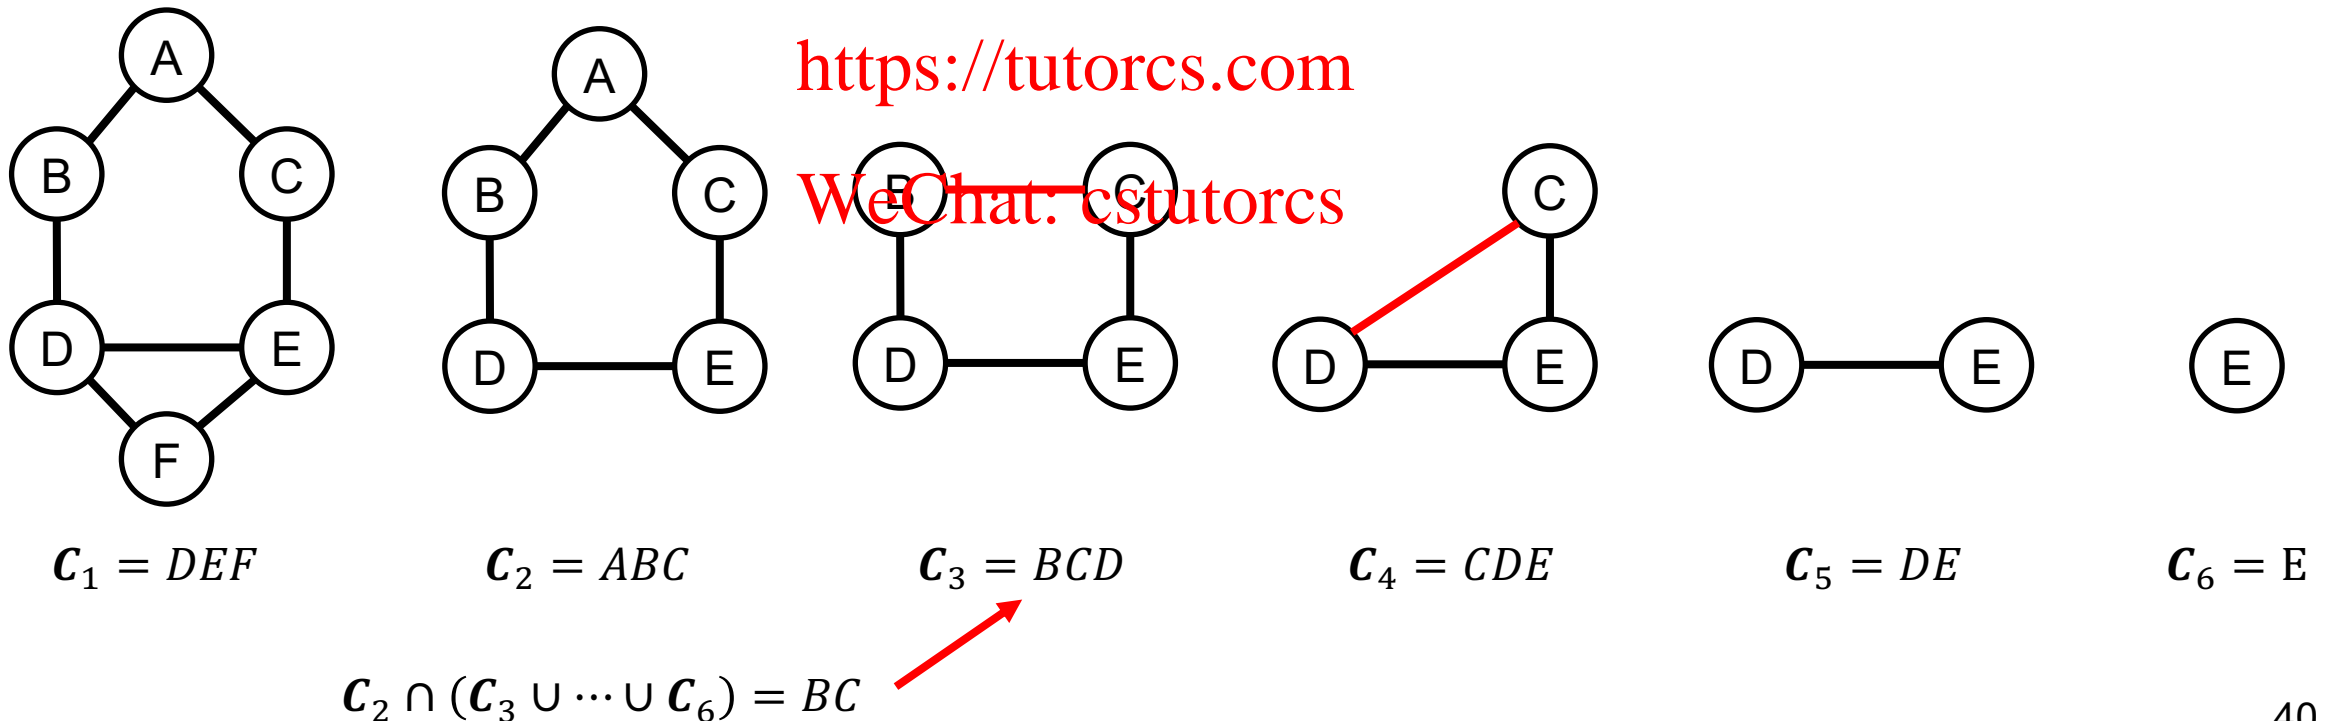 A
A
https://tutorcs.com
B
C
B
C
B
C
WeChat: cstutorcs
C
D
E
D
E
D
E
D
E
D
E
E
F
𝑪₁ = DEF
𝑪₂ = ABC
𝑪₃ = BCD
𝑪₄ = CDE
𝑪₅ = DE
𝑪₆ = E
𝑪₂ ∩ (𝑪₃ ∪ ⋯ ∪ 𝑪₆) = BC
40